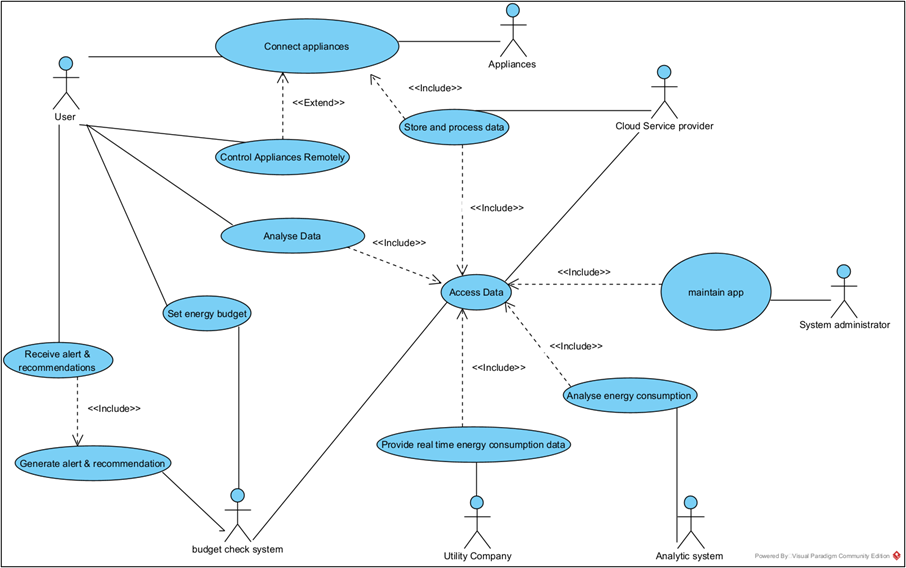 Connect appliances
Appliances
<<Include>>
<<Extend>>
User
Store and process data
Cloud Service provider
Control Appliances Remotely
<<Include>>
Analyse Data
<<Include>>
<<Include>>
Access Data
maintain app
Set energy budget
System administrator
Receive alert &
recommendations
<<Include>>
<<Include>>
Analyse energy consumption
<<Include>>
Provide real time energy consumption data
Generate alert & recommendation
budget check system
Utility Company
Analytic system
Powered By: Visual Paradigm Community Edition